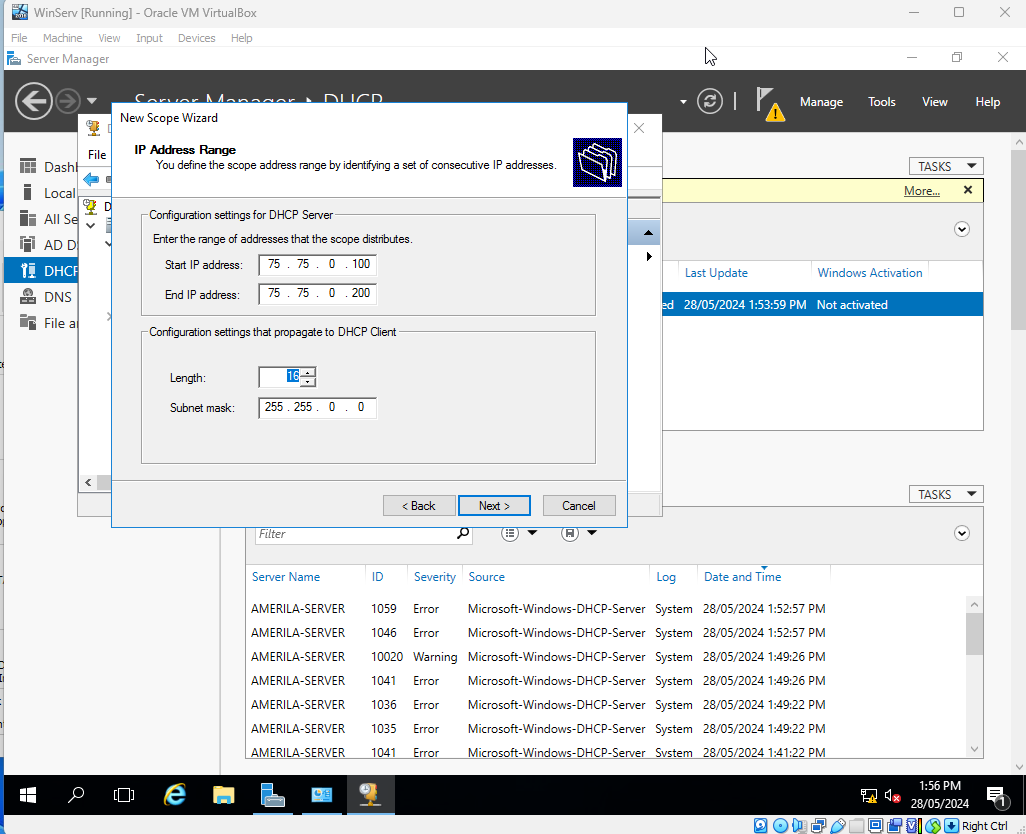 WinServ [Running] - Oracle VM VirtualBox
File Machine View Input Devices Help
Server Manager
Server Manager DHCP
Manage Tools View Help
New Scope Wizard
File
IP Address Range
You define the scope address range by identifying a set of consecutive IP addresses.
Configuration settings for DHCP Server
Enter the range of addresses that the scope distributes.
Start IP address: 75 . 75 . 0 . 100
End IP address: 75 . 75 . 0 . 200
Configuration settings that propagate to DHCP Client
Length: 16
Subnet mask: 255 . 255 . 0 . 0
< Back Next > Cancel
Dash
Local
All Se
AD D
DHCP
DNS
File a
TASKS
More...
Last Update Windows Activation
ed 28/05/2024 1:53:59 PM Not activated
TASKS
Filter
Server Name ID Severity Source Log Date and Time
AMERILA-SERVER 1059 Error Microsoft-Windows-DHCP-Server System 28/05/2024 1:52:57 PM
AMERILA-SERVER 1046 Error Microsoft-Windows-DHCP-Server System 28/05/2024 1:52:57 PM
AMERILA-SERVER 10020 Warning Microsoft-Windows-DHCP-Server System 28/05/2024 1:49:26 PM
AMERILA-SERVER 1041 Error Microsoft-Windows-DHCP-Server System 28/05/2024 1:49:26 PM
AMERILA-SERVER 1036 Error Microsoft-Windows-DHCP-Server System 28/05/2024 1:49:22 PM
AMERILA-SERVER 1035 Error Microsoft-Windows-DHCP-Server System 28/05/2024 1:49:22 PM
AMERILA-SERVER 1041 Error Microsoft-Windows-DHCP-Server System 28/05/2024 1:41:22 PM
1:56 PM
28/05/2024
1
Right Ctrl